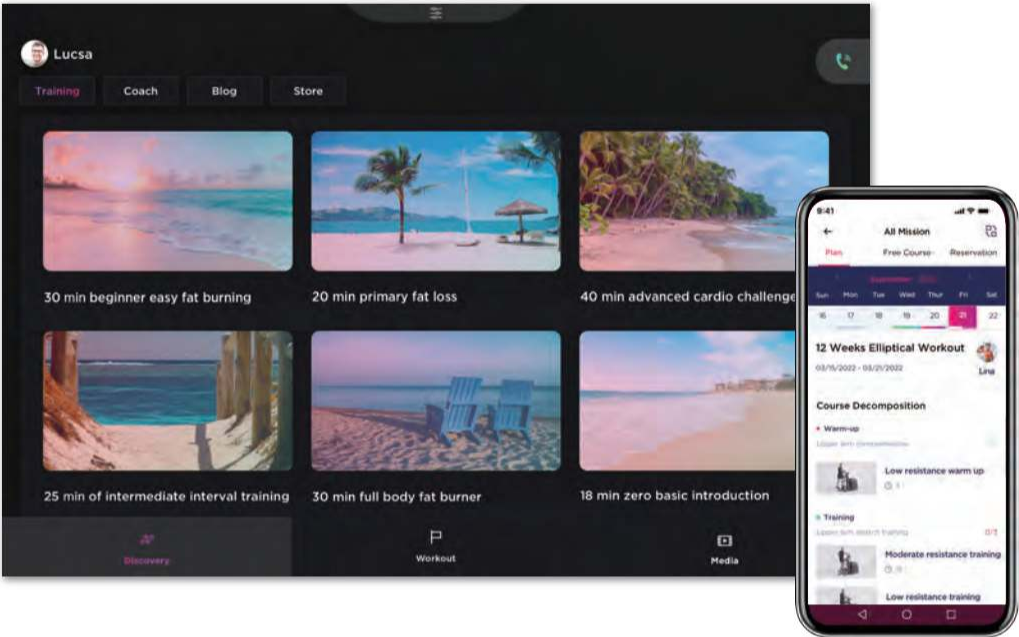 Lucsa
Training Coach Blog Store
30 min beginner easy fat burning
20 min primary fat loss
40 min advanced cardio challenge
25 min of intermediate interval training
30 min full body fat burner
18 min zero basic introduction
Discovery
Workout
Media
9:41
All Mission
Plan Free Course Reservation
September
Sun Mon Tue Wed Thur Fri Sat
16 17 18 19 20 21 22
12 Weeks Elliptical Workout
03/15/2022 - 03/21/2022
Lina
Course Decomposition
Warm-up
Low resistance warm up
Training
Moderate resistance training
Low resistance training